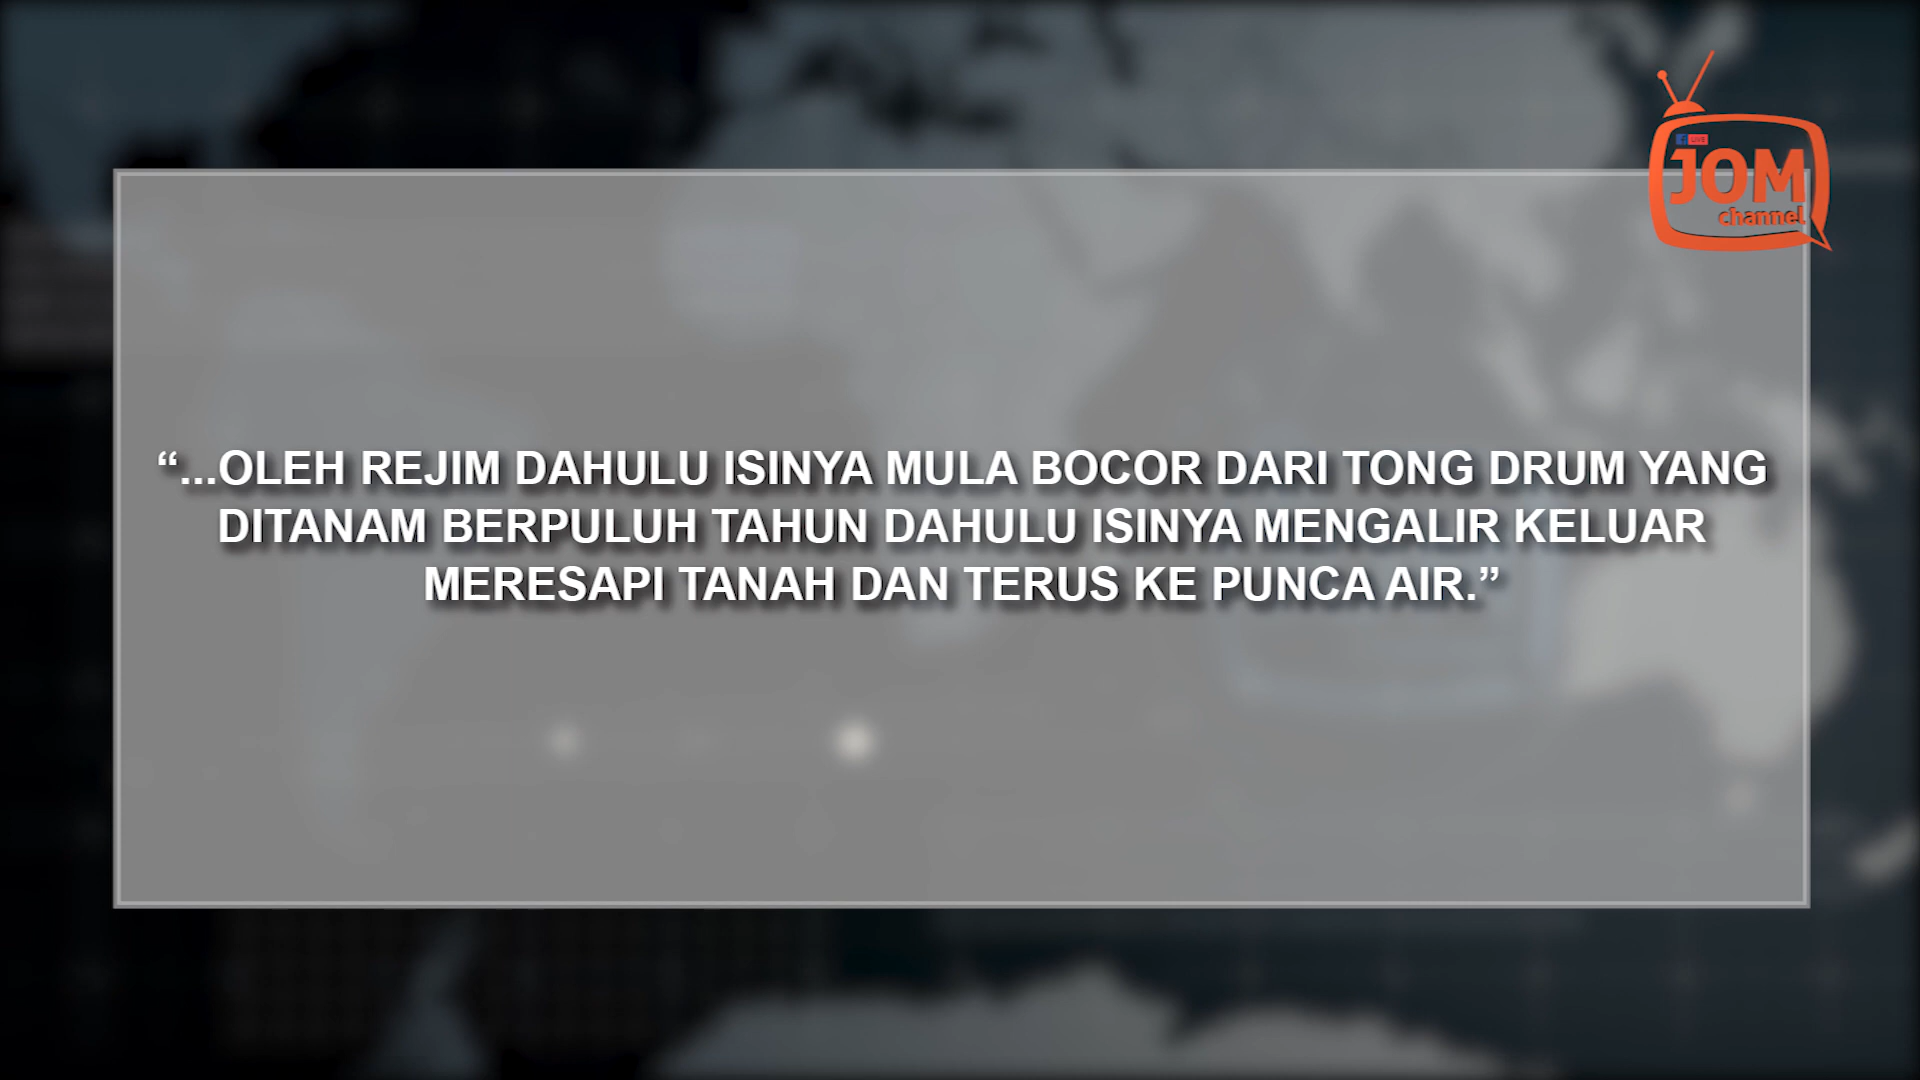 LIVE
JOM
channel
“...OLEH REJIM DAHULU ISINYA MULA BOCOR DARI TONG DRUM YANG
DITANAM BERPULUH TAHUN DAHULU ISINYA MENGALIR KELUAR
MERESAPI TANAH DAN TERUS KE PUNCA AIR.”